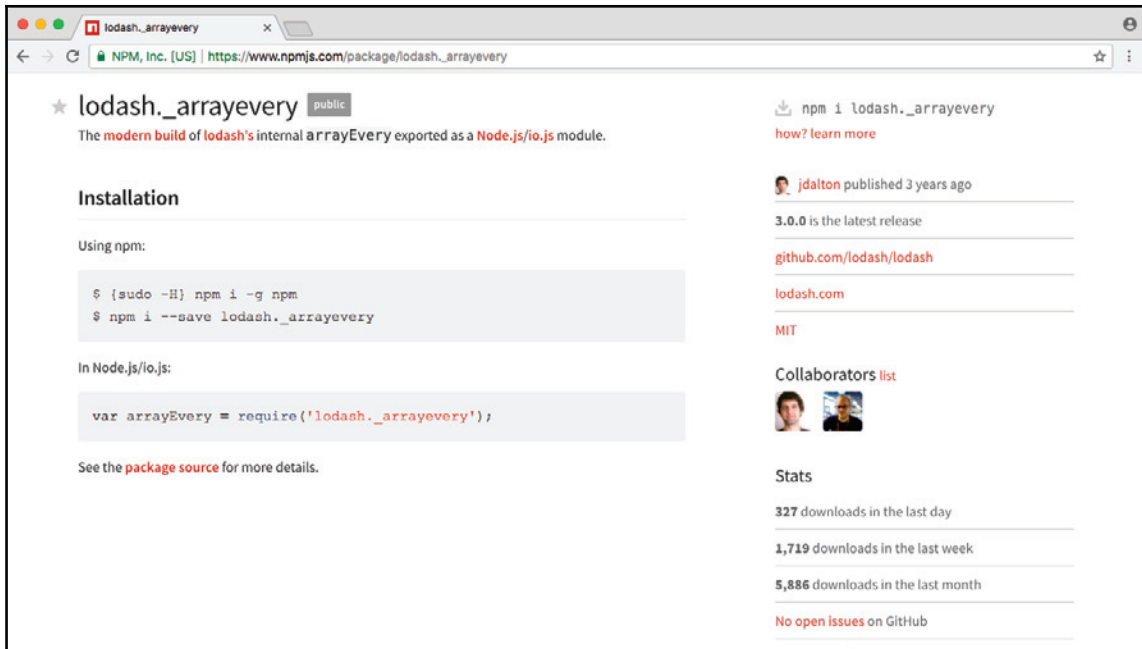 lodash._arrayevery
NPM, Inc. [US] | https://www.npmjs.com/package/lodash._arrayevery
lodash._arrayevery public
The modern build of lodash's internal arrayEvery exported as a Node.js/io.js module.
Installation
Using npm:
$ {sudo -H} npm i -g npm
$ npm i --save lodash._arrayevery
In Node.js/io.js:
var arrayEvery = require('lodash._arrayevery');
See the package source for more details.
npm i lodash._arrayevery
how? learn more
jdalton published 3 years ago
3.0.0 is the latest release
github.com/lodash/lodash
lodash.com
MIT
Collaborators list
Stats
327 downloads in the last day
1,719 downloads in the last week
5,886 downloads in the last month
No open issues on GitHub